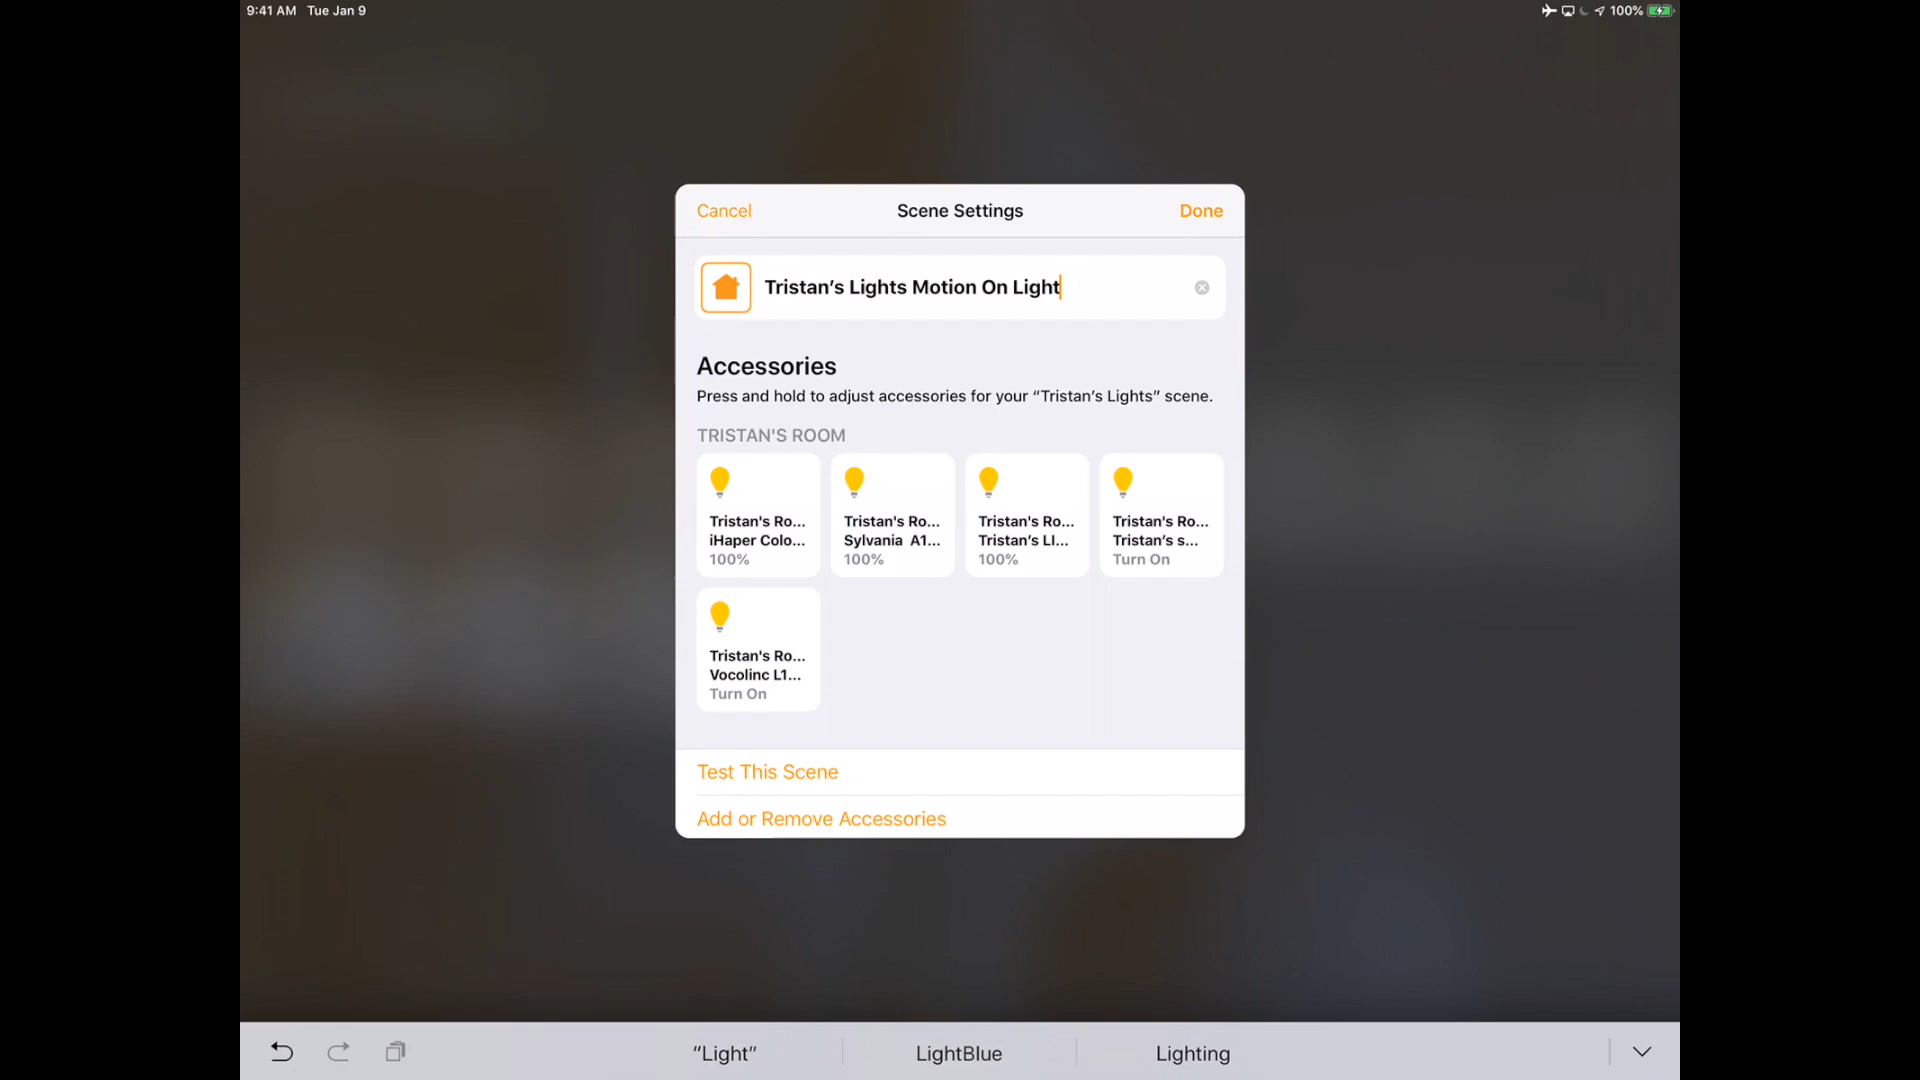 9:41 AM Tue Jan 9
100%
Cancel
Scene Settings
Done
Tristan’s Lights Motion On Light
Accessories
Press and hold to adjust accessories for your “Tristan’s Lights” scene.
TRISTAN'S ROOM
Tristan's Ro...
iHaper Colo...
100%
Tristan's Ro...
Sylvania A1...
100%
Tristan's Ro...
Tristan’s LI...
100%
Tristan's Ro...
Tristan’s s...
Turn On
Tristan's Ro...
Vocolinc L1...
Turn On
Test This Scene
Add or Remove Accessories
“Light”
LightBlue
Lighting